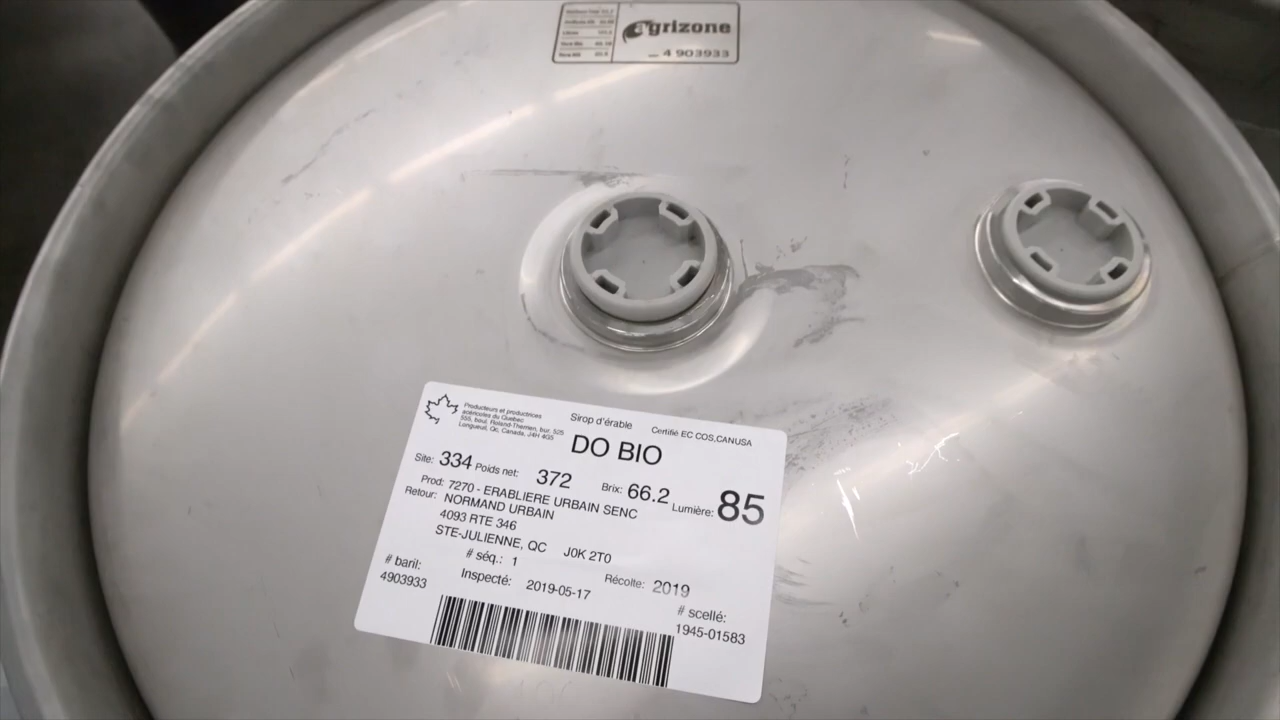 agrizone
4 903933
Producteurs et productrices
acéricoles du Québec
555, boul. Roland-Therrien, bur. 525
Longueuil, Qc, Canada, J4H 4G5
Sirop d'érable
Certifié EC COS,CANUSA
DO BIO
Site: 334 Poids net: 372 Brix: 66.2 Lumière: 85
Prod: 7270 - ERABLIERE URBAIN SENC
Retour: NORMAND URBAIN
4093 RTE 346
STE-JULIENNE, QC J0K 2T0
# baril: # séq.: 1
4903933 Inspecté: 2019-05-17 Récolte: 2019
# scellé:
1945-01583